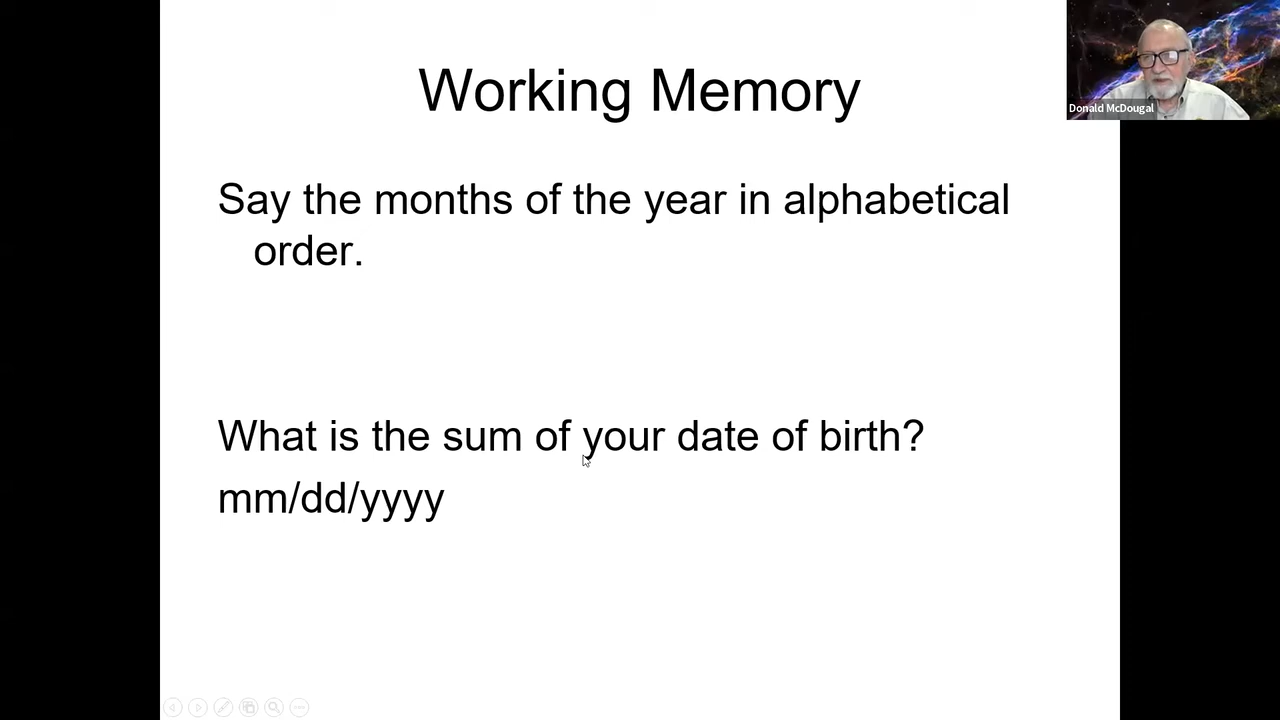 Working Memory
Donald McDougal
Say the months of the year in alphabetical
order.
What is the sum of your date of birth?
mm/dd/yyyy